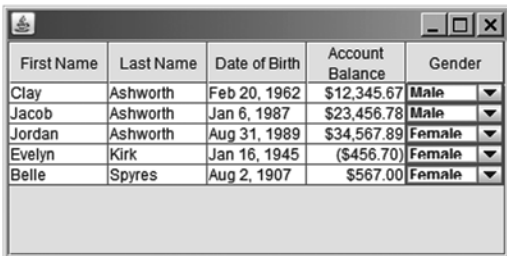 First Name Last Name Date of Birth Account Balance Gender
Clay Ashworth Feb 20, 1962 $12,345.67 Male
Jacob Ashworth Jan 6, 1987 $23,456.78 Male
Jordan Ashworth Aug 31, 1989 $34,567.89 Female
Evelyn Kirk Jan 16, 1945 ($456.70) Female
Belle Spyres Aug 2, 1907 $567.00 Female